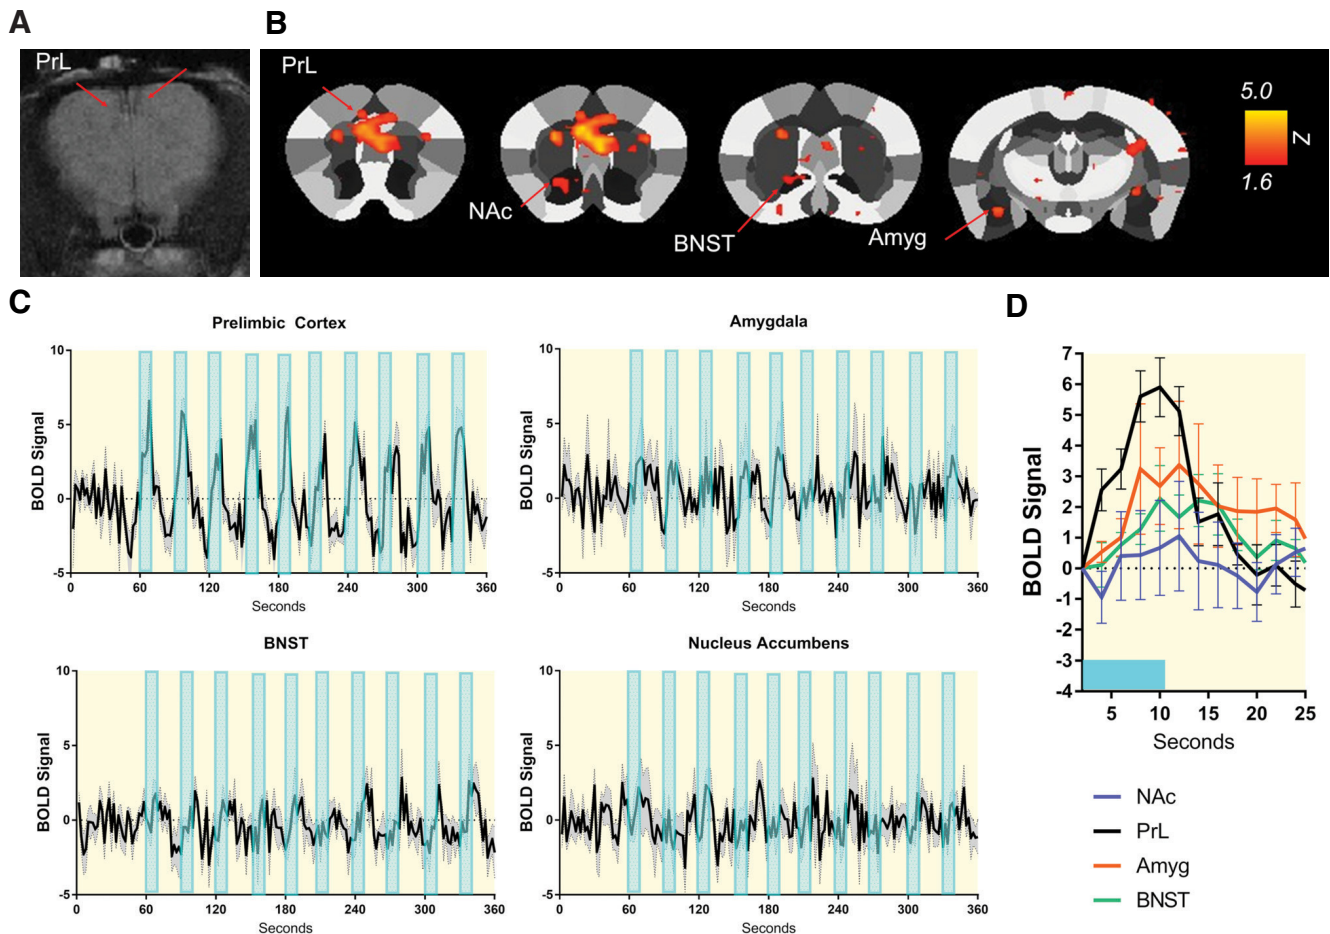 A
B
PrL
PrL
NAc
BNST
Amyg
5.0
Z
1.6
C
Prelimbic Cortex
BOLD Signal
10
5
0
-5
0 60 120 180 240 300 360
Seconds
Amygdala
BOLD Signal
10
5
0
-5
0 60 120 180 240 300 360
Seconds
BNST
BOLD Signal
10
5
0
-5
0 60 120 180 240 300 360
Seconds
Nucleus Accumbens
BOLD Signal
10
5
0
-5
0 60 120 180 240 300 360
Seconds
D
BOLD Signal
7
6
5
4
3
2
1
0
-1
-2
-3
-4
5 10 15 20 25
Seconds
NAc
PrL
Amyg
BNST